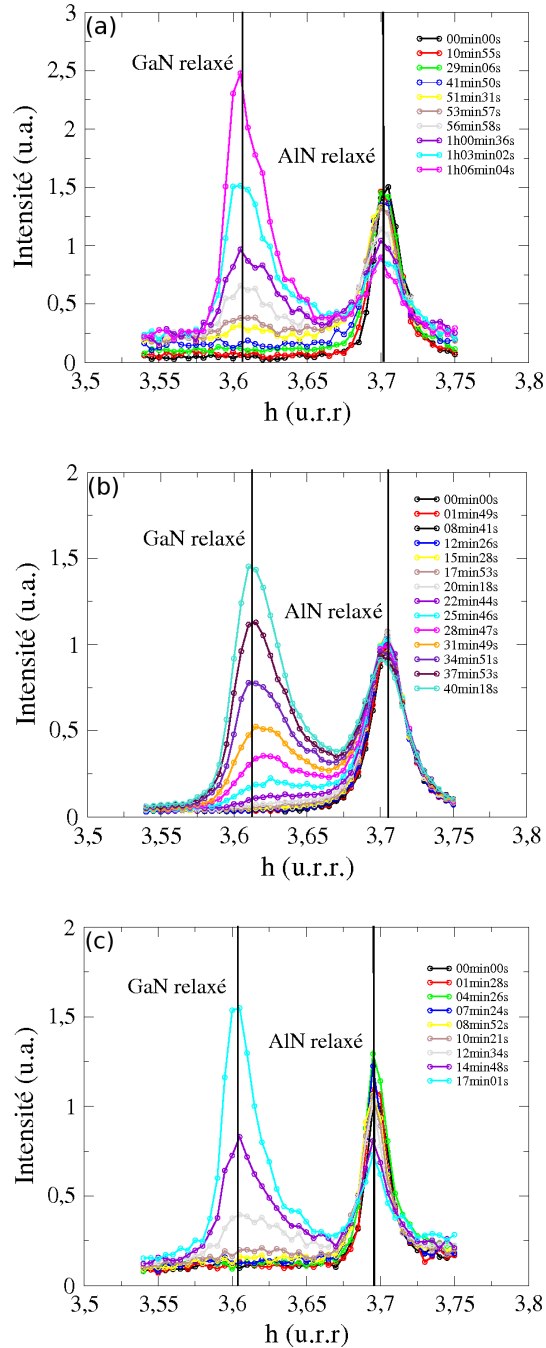 (a)
3
2,5
2
1,5
1
0,5
0
Intensité (u.a.)
GaN relaxé
AlN relaxé
00min00s
10min55s
29min06s
41min50s
51min31s
53min57s
56min58s
1h00min36s
1h03min02s
1h06min04s
3,5 3,55 3,6 3,65 3,7 3,75 3,8
h (u.r.r)
(b)
2
1,5
1
0,5
0
Intensité (u.a.)
GaN relaxé
AlN relaxé
00min00s
01min49s
08min41s
12min26s
15min28s
17min53s
20min18s
22min44s
25min46s
28min47s
31min49s
34min51s
37min53s
40min18s
3,5 3,55 3,6 3,65 3,7 3,75 3,8
h (u.r.r.)
(c)
2
1,5
1
0,5
0
Intensité (u.a.)
GaN relaxé
AlN relaxé
00min00s
01min28s
04min26s
07min24s
08min52s
10min21s
12min34s
14min48s
17min01s
3,5 3,55 3,6 3,65 3,7 3,75 3,8
h (u.r.r)